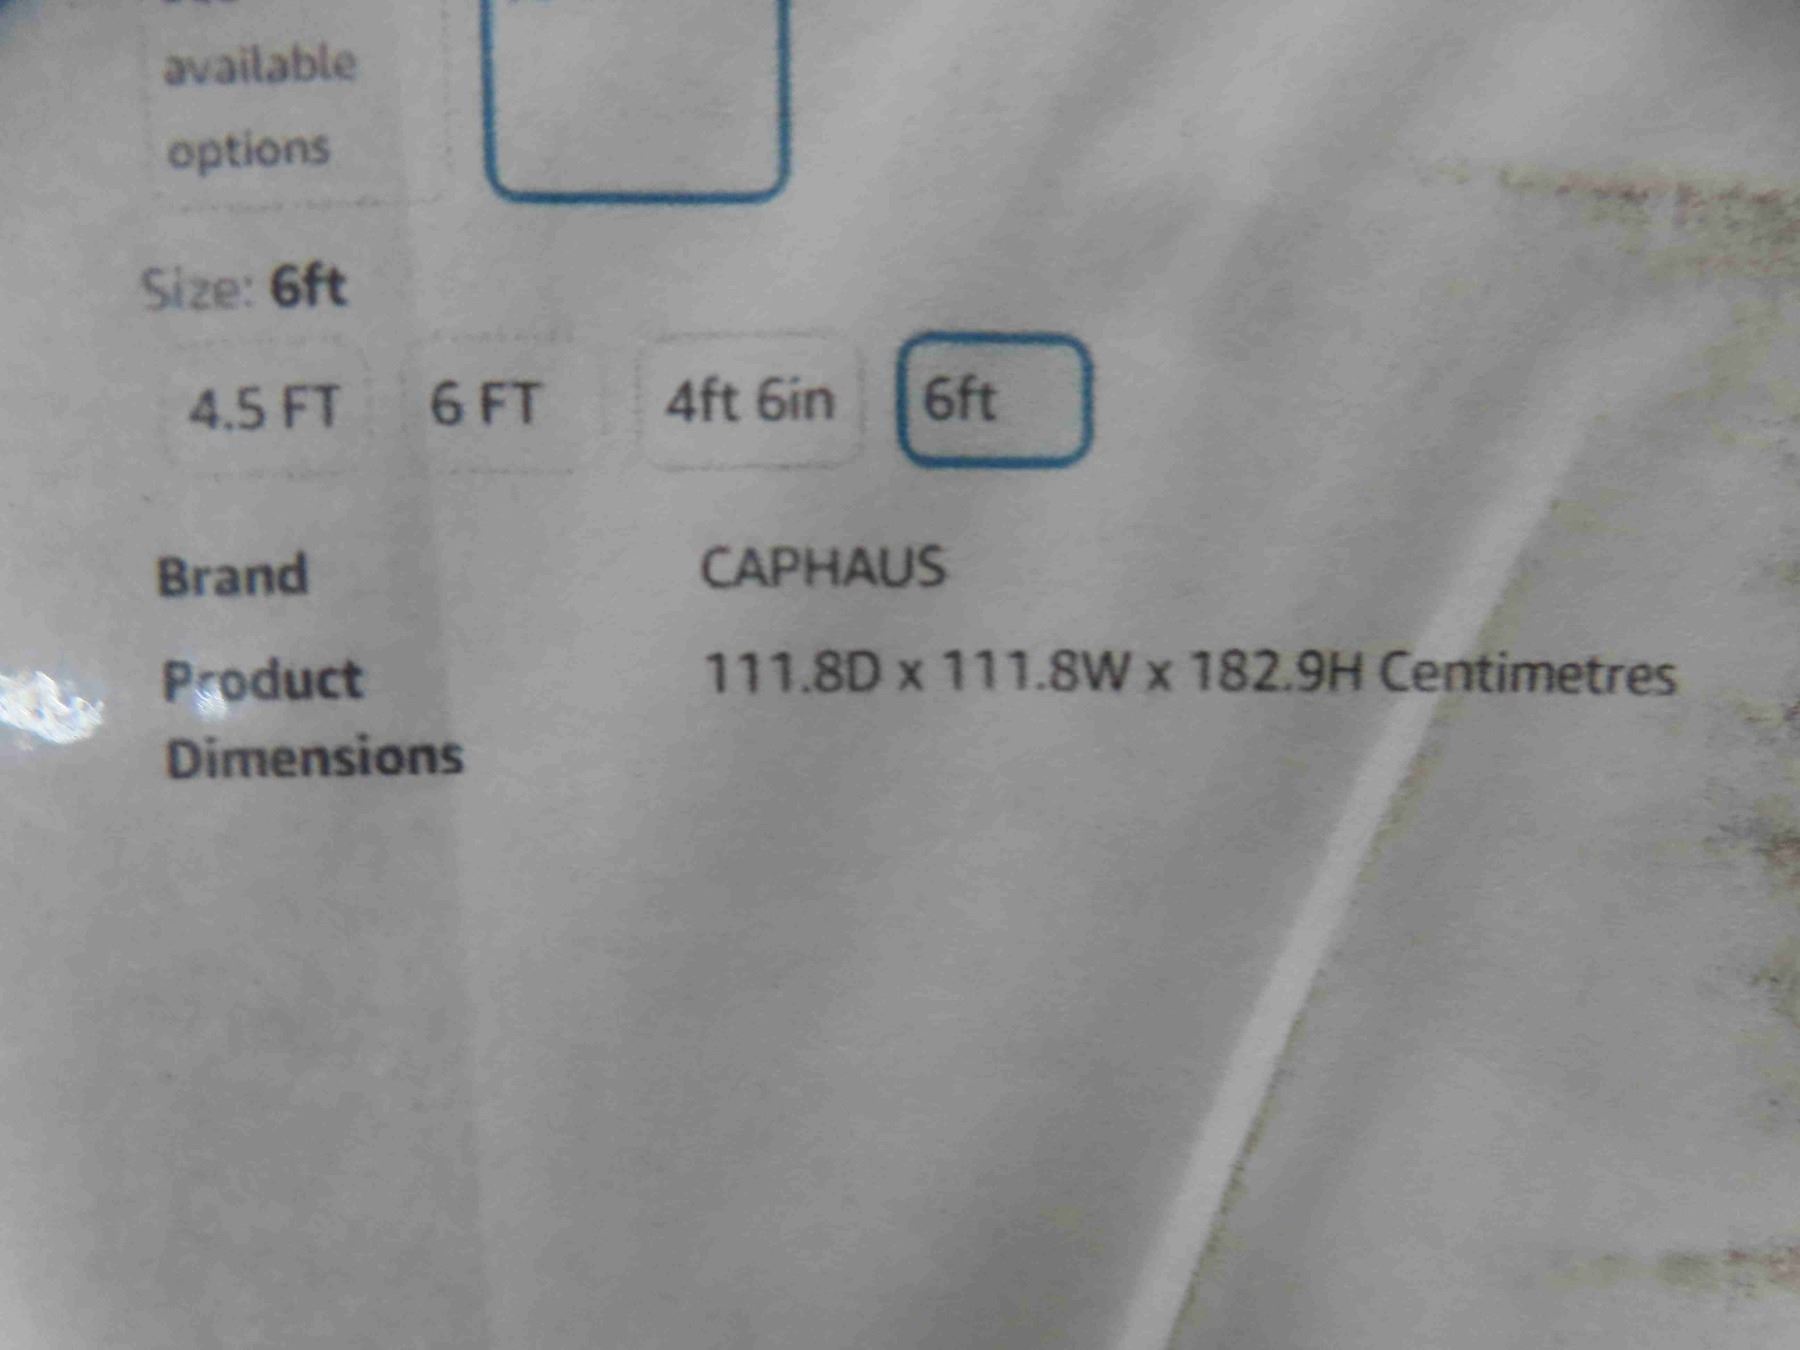 available
options
Size: 6ft
4.5 FT 6 FT 4ft 6in 6ft
Brand CAPHAUS
Product 111.8D x 111.8W x 182.9H Centimetres
Dimensions